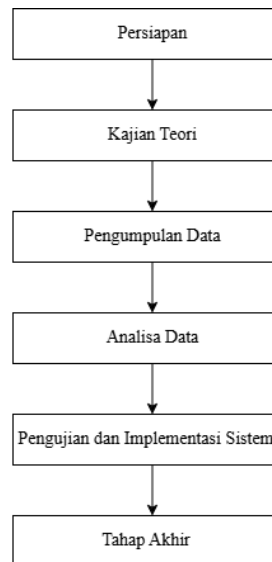 Persiapan
Kajian Teori
Pengumpulan Data
Analisa Data
Pengujian dan Implementasi Sistem
Tahap Akhir